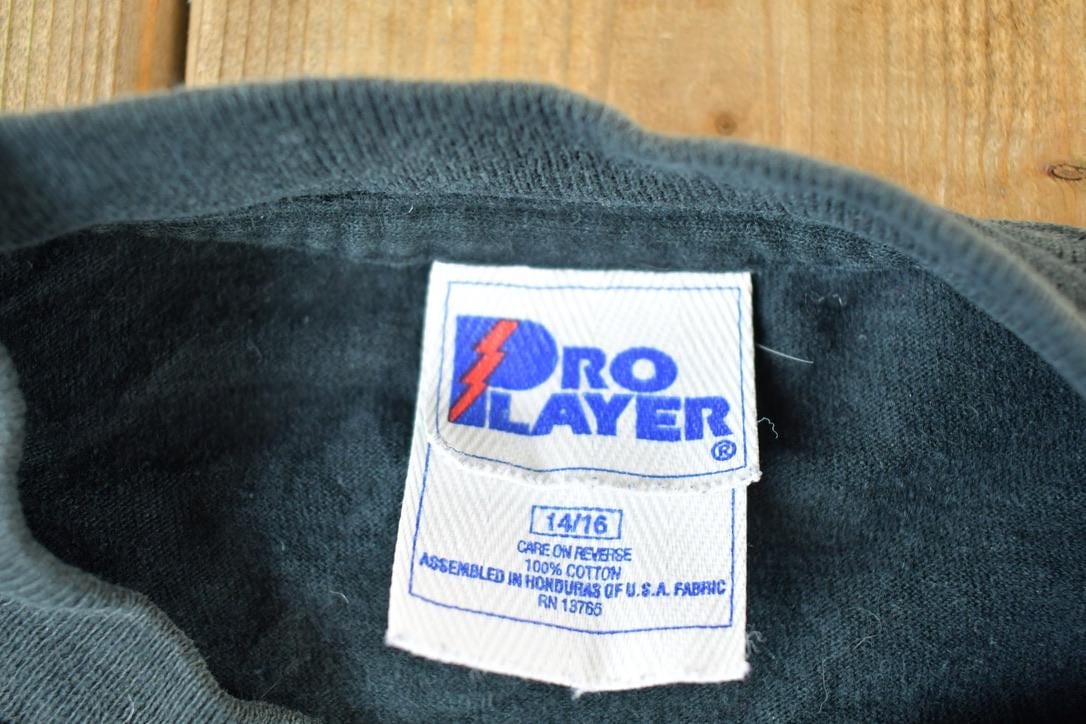 PRO
PLAYER®
14/16
CARE ON REVERSE
100% COTTON
ASSEMBLED IN HONDURAS OF U.S.A. FABRIC
RN 13765